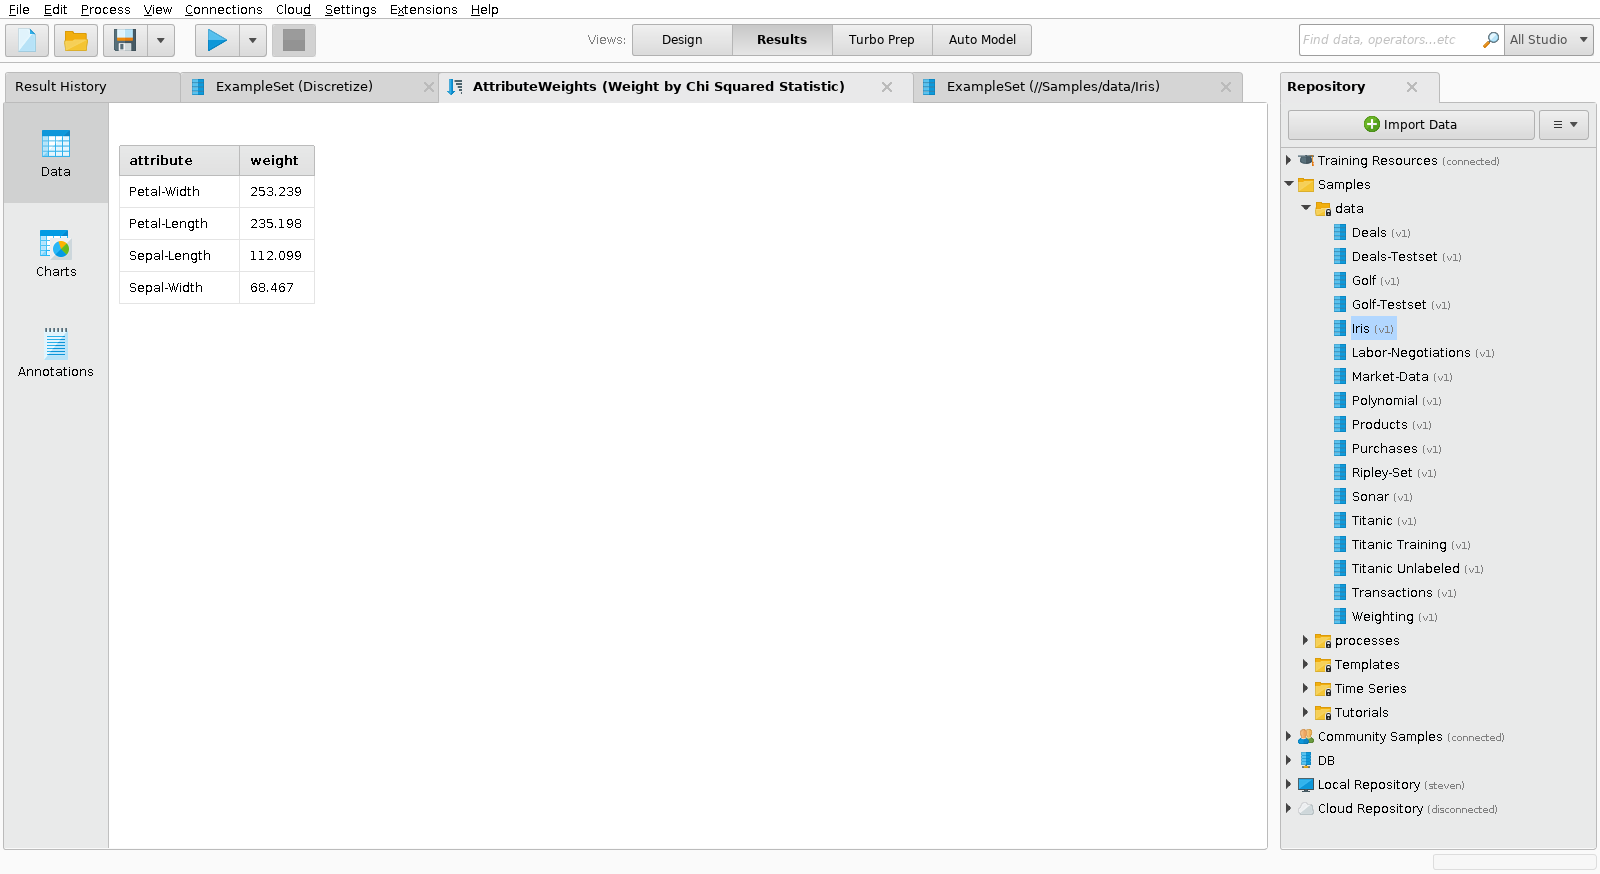 File Edit Process View Connections Cloud Settings Extensions Help
Views: Design Results Turbo Prep Auto Model Find data, operators...etc All Studio
Result History ExampleSet (Discretize) AttributeWeights (Weight by Chi Squared Statistic) ExampleSet (//Samples/data/Iris)
Data
Charts
Annotations
attribute weight
Petal-Width 253.239
Petal-Length 235.198
Sepal-Length 112.099
Sepal-Width 68.467
Repository
Import Data
Training Resources (connected)
Samples
data
Deals (v1)
Deals-Testset (v1)
Golf (v1)
Golf-Testset (v1)
Iris (v1)
Labor-Negotiations (v1)
Market-Data (v1)
Polynomial (v1)
Products (v1)
Purchases (v1)
Ripley-Set (v1)
Sonar (v1)
Titanic (v1)
Titanic Training (v1)
Titanic Unlabeled (v1)
Transactions (v1)
Weighting (v1)
processes
Templates
Time Series
Tutorials
Community Samples (connected)
DB
Local Repository (steven)
Cloud Repository (disconnected)